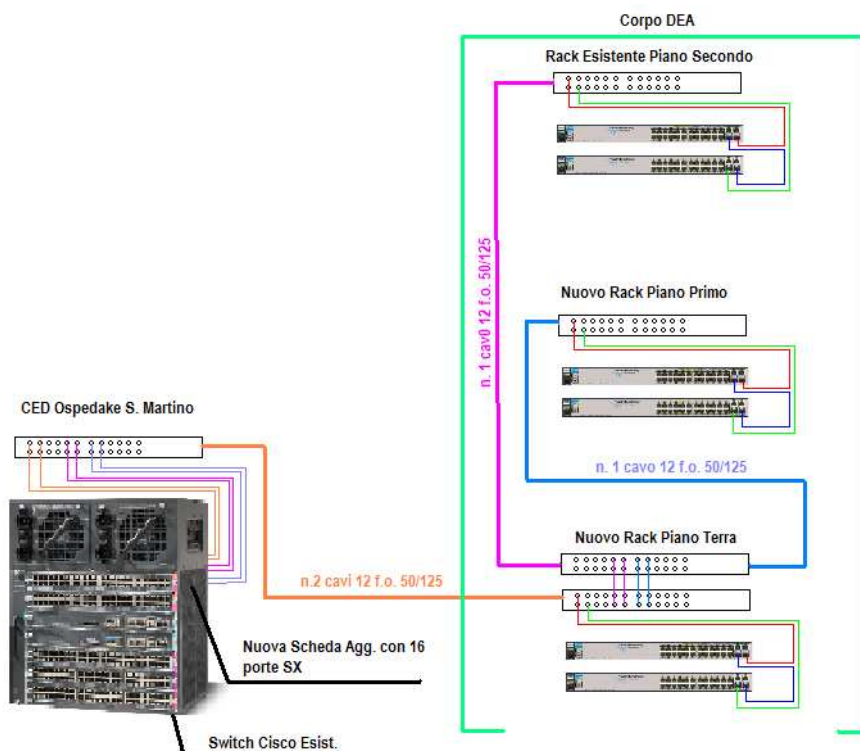 Corpo DEA
Rack Esistente Piano Secondo
n. 1 cav0 12 f.o. 50/125
Nuovo Rack Piano Primo
CED Ospedake S. Martino
n. 1 cavo 12 f.o. 50/125
Nuovo Rack Piano Terra
n.2 cavi 12 f.o. 50/125
Nuova Scheda Agg. con 16
porte SX
Switch Cisco Esist.